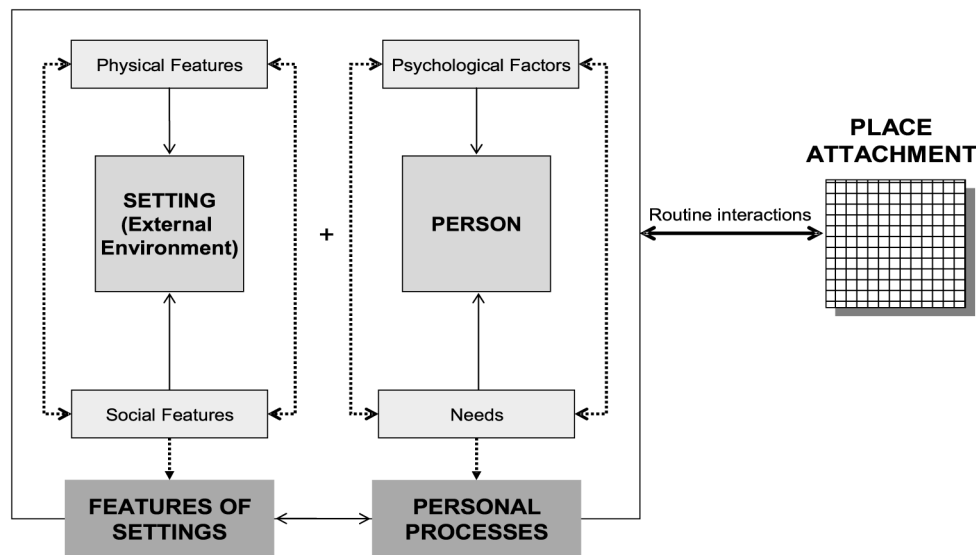 Physical Features
Psychological Factors
SETTING
(External
Environment)
+
PERSON
Social Features
Needs
FEATURES OF
SETTINGS
PERSONAL
PROCESSES
Routine interactions
PLACE
ATTACHMENT